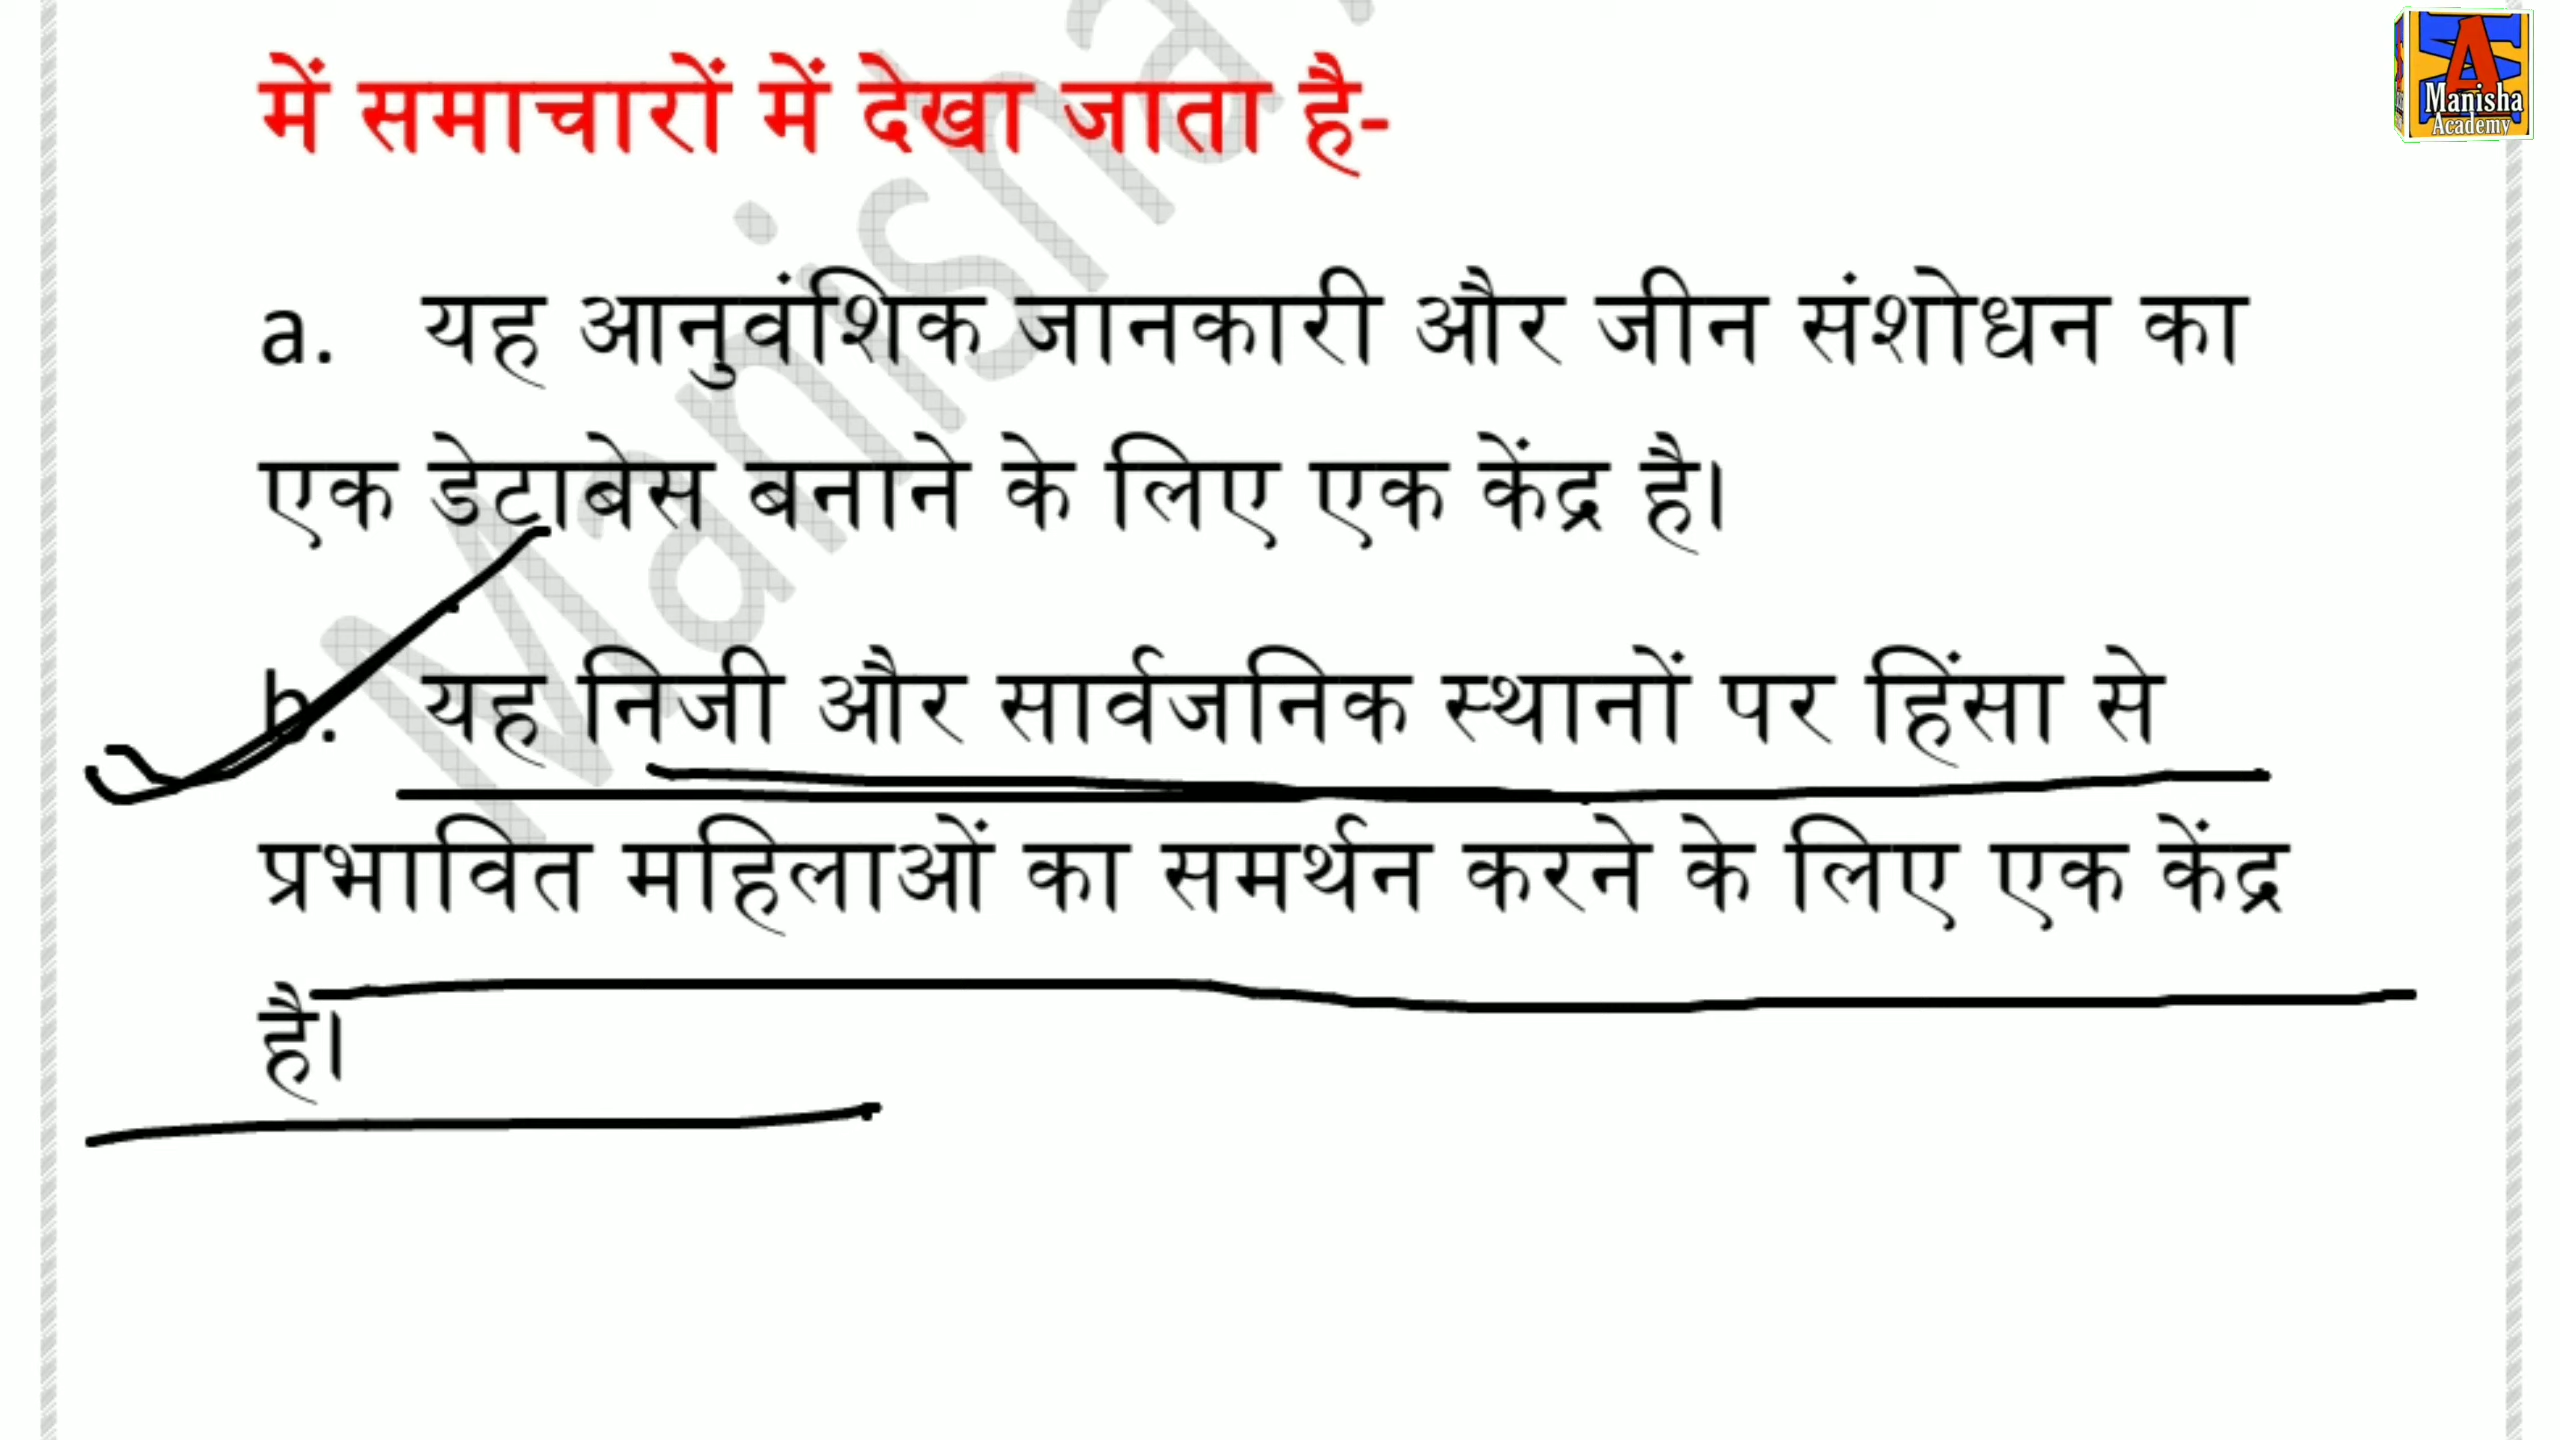 में समाचारों में देखा जाता है-
Manisha
Academy
a. यह आनुवंशिक जानकारी और जीन संशोधन का
एक डेटाबेस बनाने के लिए एक केंद्र है।
b. यह निजी और सार्वजनिक स्थानों पर हिंसा से
प्रभावित महिलाओं का समर्थन करने के लिए एक केंद्र
है।
Manisha